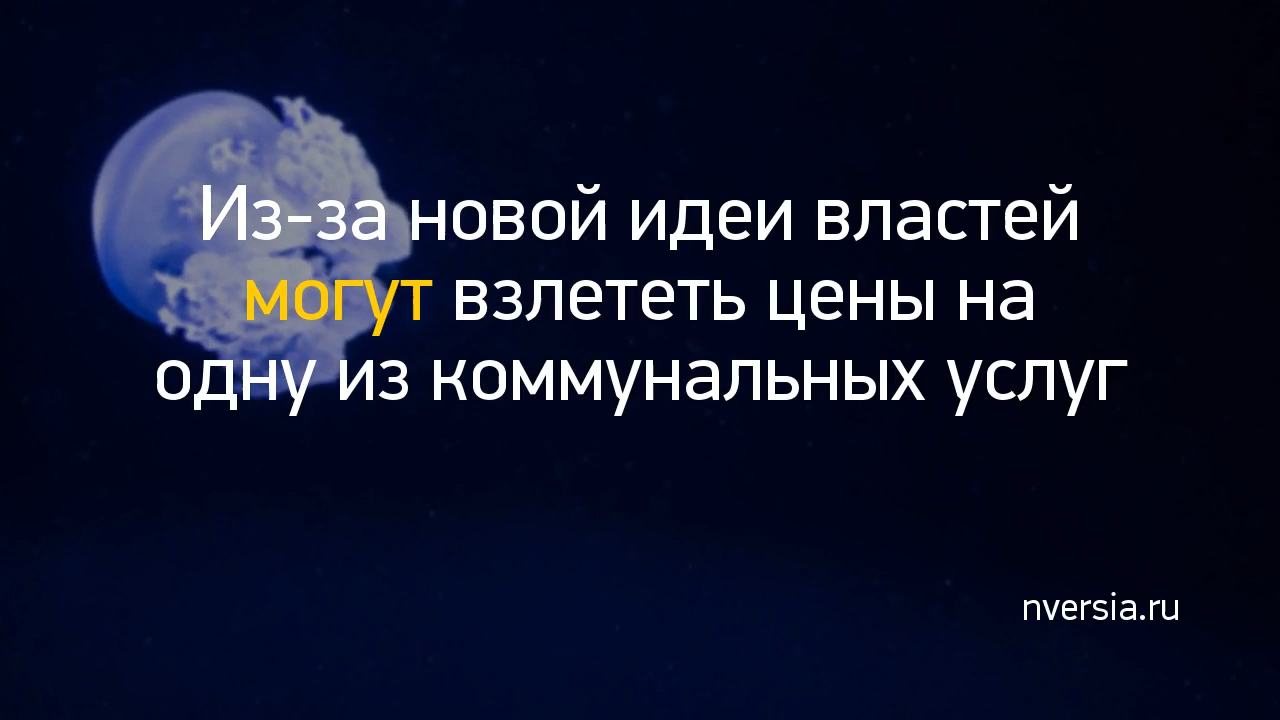 Из-за новой идеи властей
могут взлететь цены на
одну из коммунальных услуг
nversia.ru